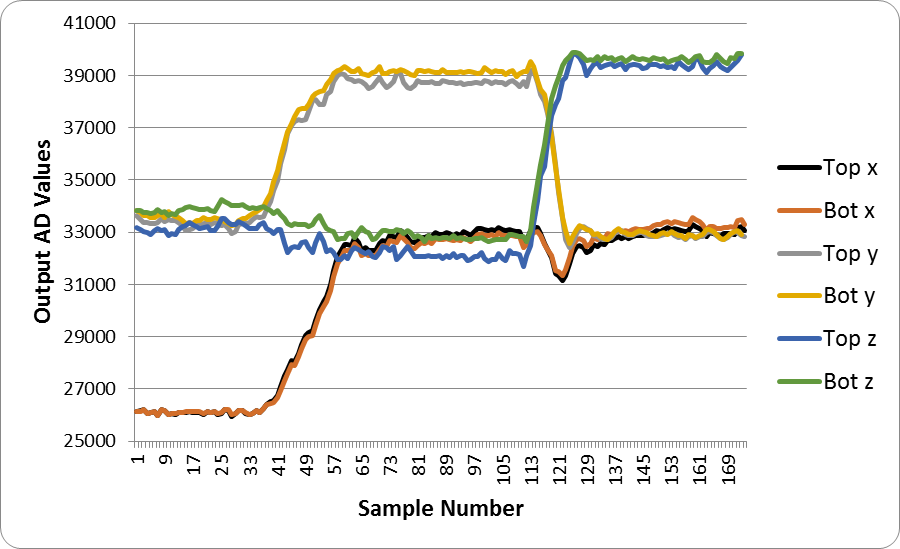 Output AD Values
41000
39000
37000
35000
33000
31000
29000
27000
25000
1 9 17 25 33 41 49 57 65 73 81 89 97 105 113 121 129 137 145 153 161 169
Sample Number
Top x
Bot x
Top y
Bot y
Top z
Bot z